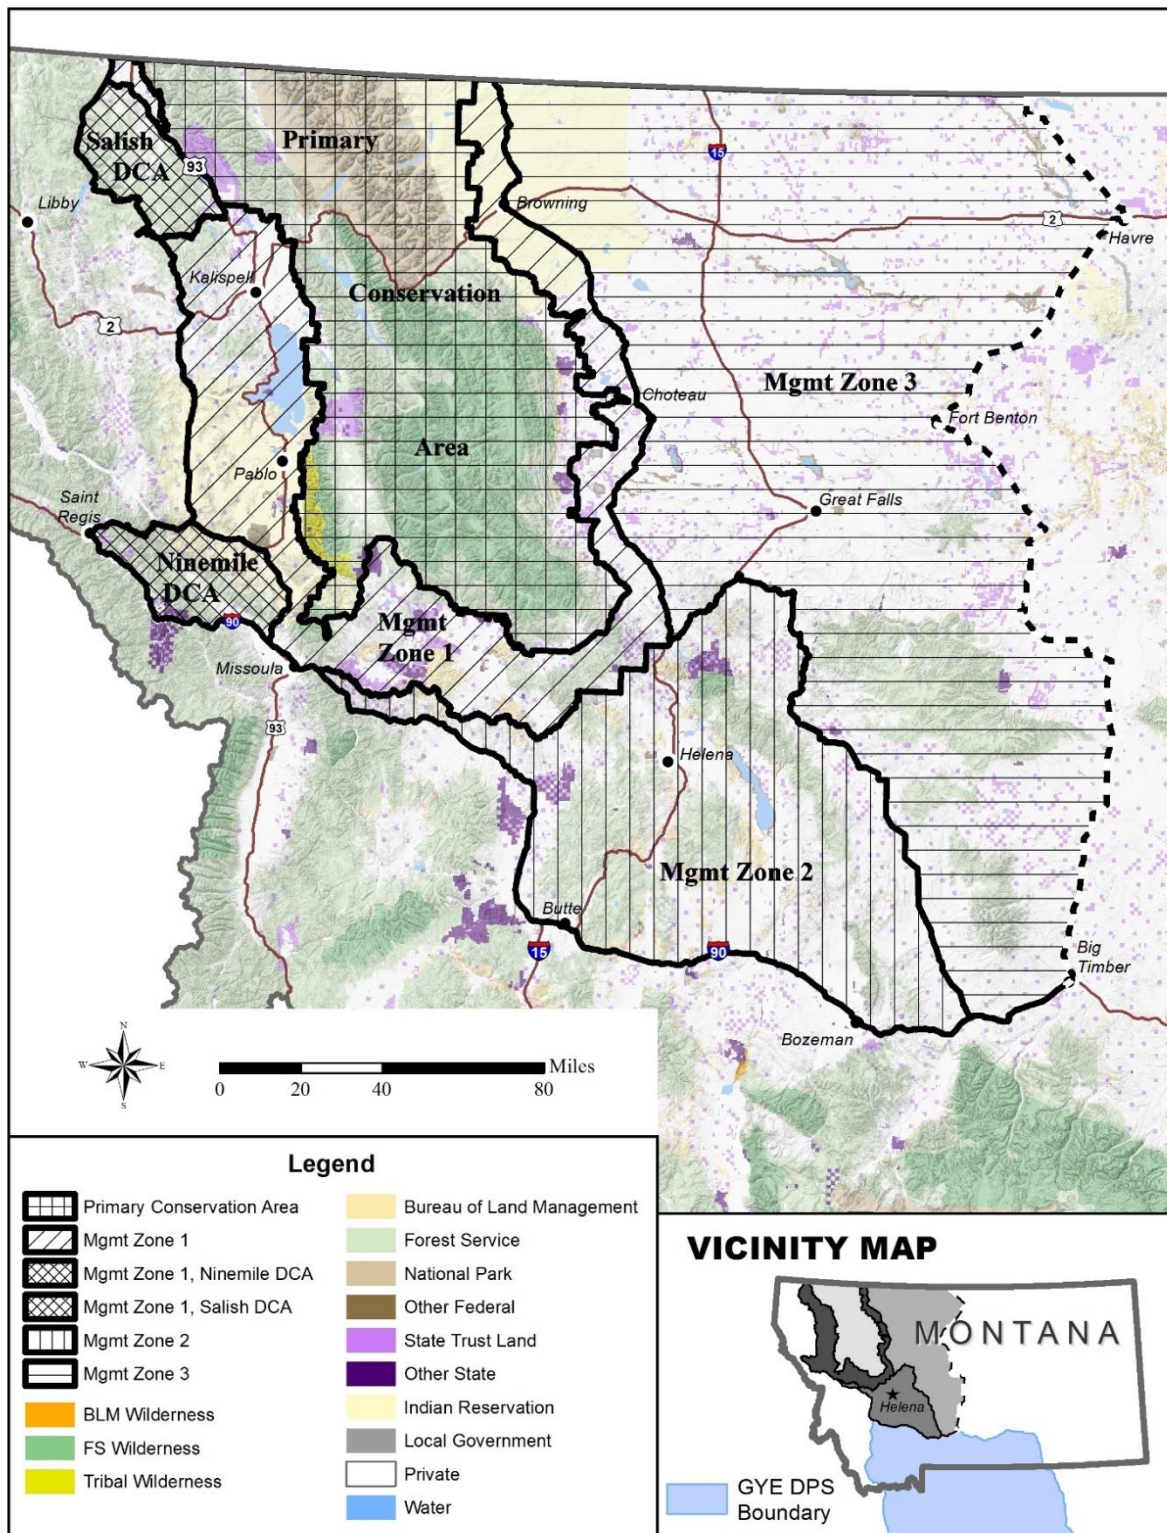 Salish
DCA
Primary
93
15
Libby
Browning
2
Havre
Kalispell
Conservation
2
Mgmt Zone 3
Choteau
Fort Benton
Area
Pablo
Saint
Regis
Great Falls
Ninemile
DCA
90
Mgmt
Zone 1
Missoula
93
Helena
Mgmt Zone 2
Butte
15
90
Big
Timber
Bozeman
N
W
E
S
Miles
0
20
40
80
Legend
Primary Conservation Area
Mgmt Zone 1
Mgmt Zone 1, Ninemile DCA
Mgmt Zone 1, Salish DCA
Mgmt Zone 2
Mgmt Zone 3
BLM Wilderness
FS Wilderness
Tribal Wilderness
Bureau of Land Management
Forest Service
National Park
Other Federal
State Trust Land
Other State
Indian Reservation
Local Government
Private
Water
VICINITY MAP
MONTANA
Helena
GYE DPS
Boundary